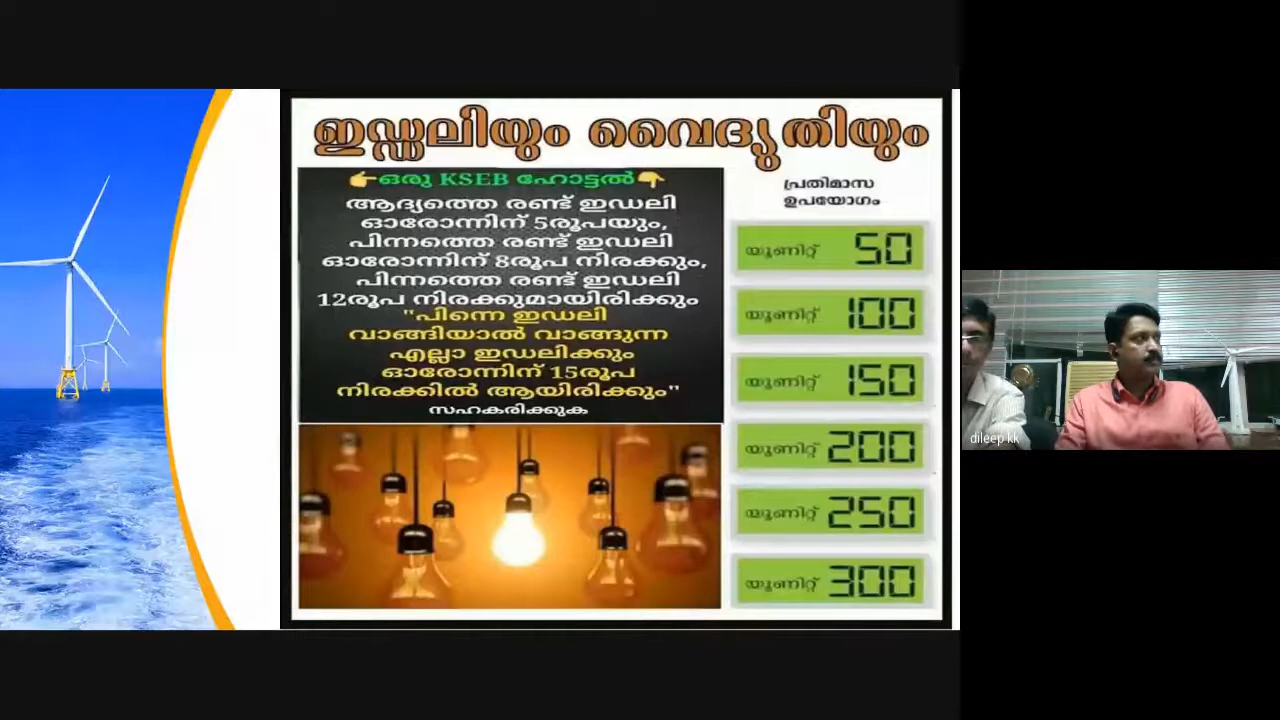 ഇഡ്ഡലിയും വൈദ്യുതിയും
👉ഒരു KSEB ഹോട്ടൽ👇
ആദ്യത്തെ രണ്ട് ഇഡലി
ഓരോന്നിന് 5രൂപയും,
പിന്നത്തെ രണ്ട് ഇഡലി
ഓരോന്നിന് 8രൂപ നിരക്കും,
പിന്നത്തെ രണ്ട് ഇഡലി
12രൂപ നിരക്കുമായിരിക്കും
"പിന്നെ ഇഡലി
വാങ്ങിയാൽ വാങ്ങുന്ന
എല്ലാ ഇഡലിക്കും
ഓരോന്നിന് 15രൂപ
നിരക്കിൽ ആയിരിക്കും"
സഹകരിക്കുക
പ്രതിമാസ
ഉപയോഗം
യൂണിറ്റ് 50
യൂണിറ്റ് 100
യൂണിറ്റ് 150
യൂണിറ്റ് 200
യൂണിറ്റ് 250
യൂണിറ്റ് 300
dileep kk